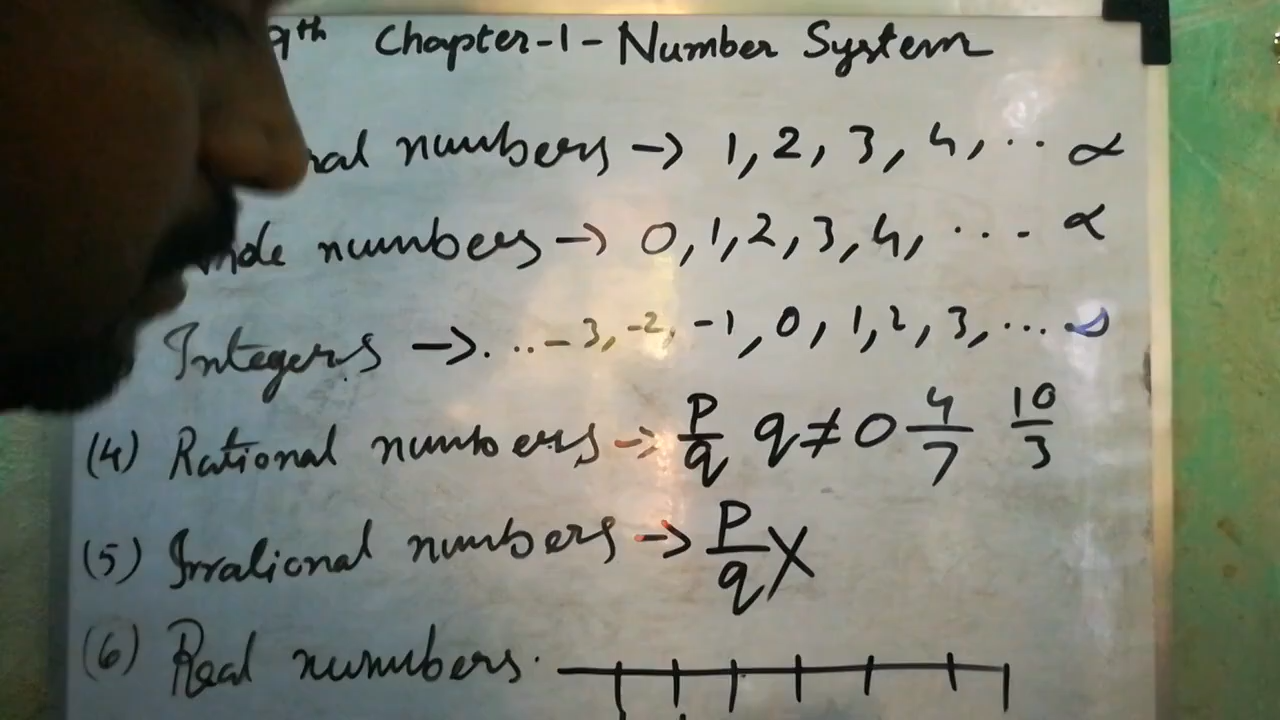 9th Chapter-1- Number System
numbers → 1, 2, 3, 4, .. ∝
numbers → 0, 1, 2, 3, 4, .... ∝
Integers → . ..-3, -2, -1, 0, 1, 2, 3, ...
(4) Rational numbers → p/q q ≠ 0 4/7 10/3
(5) Irrational numbers → p/q X
(6) Real numbers.